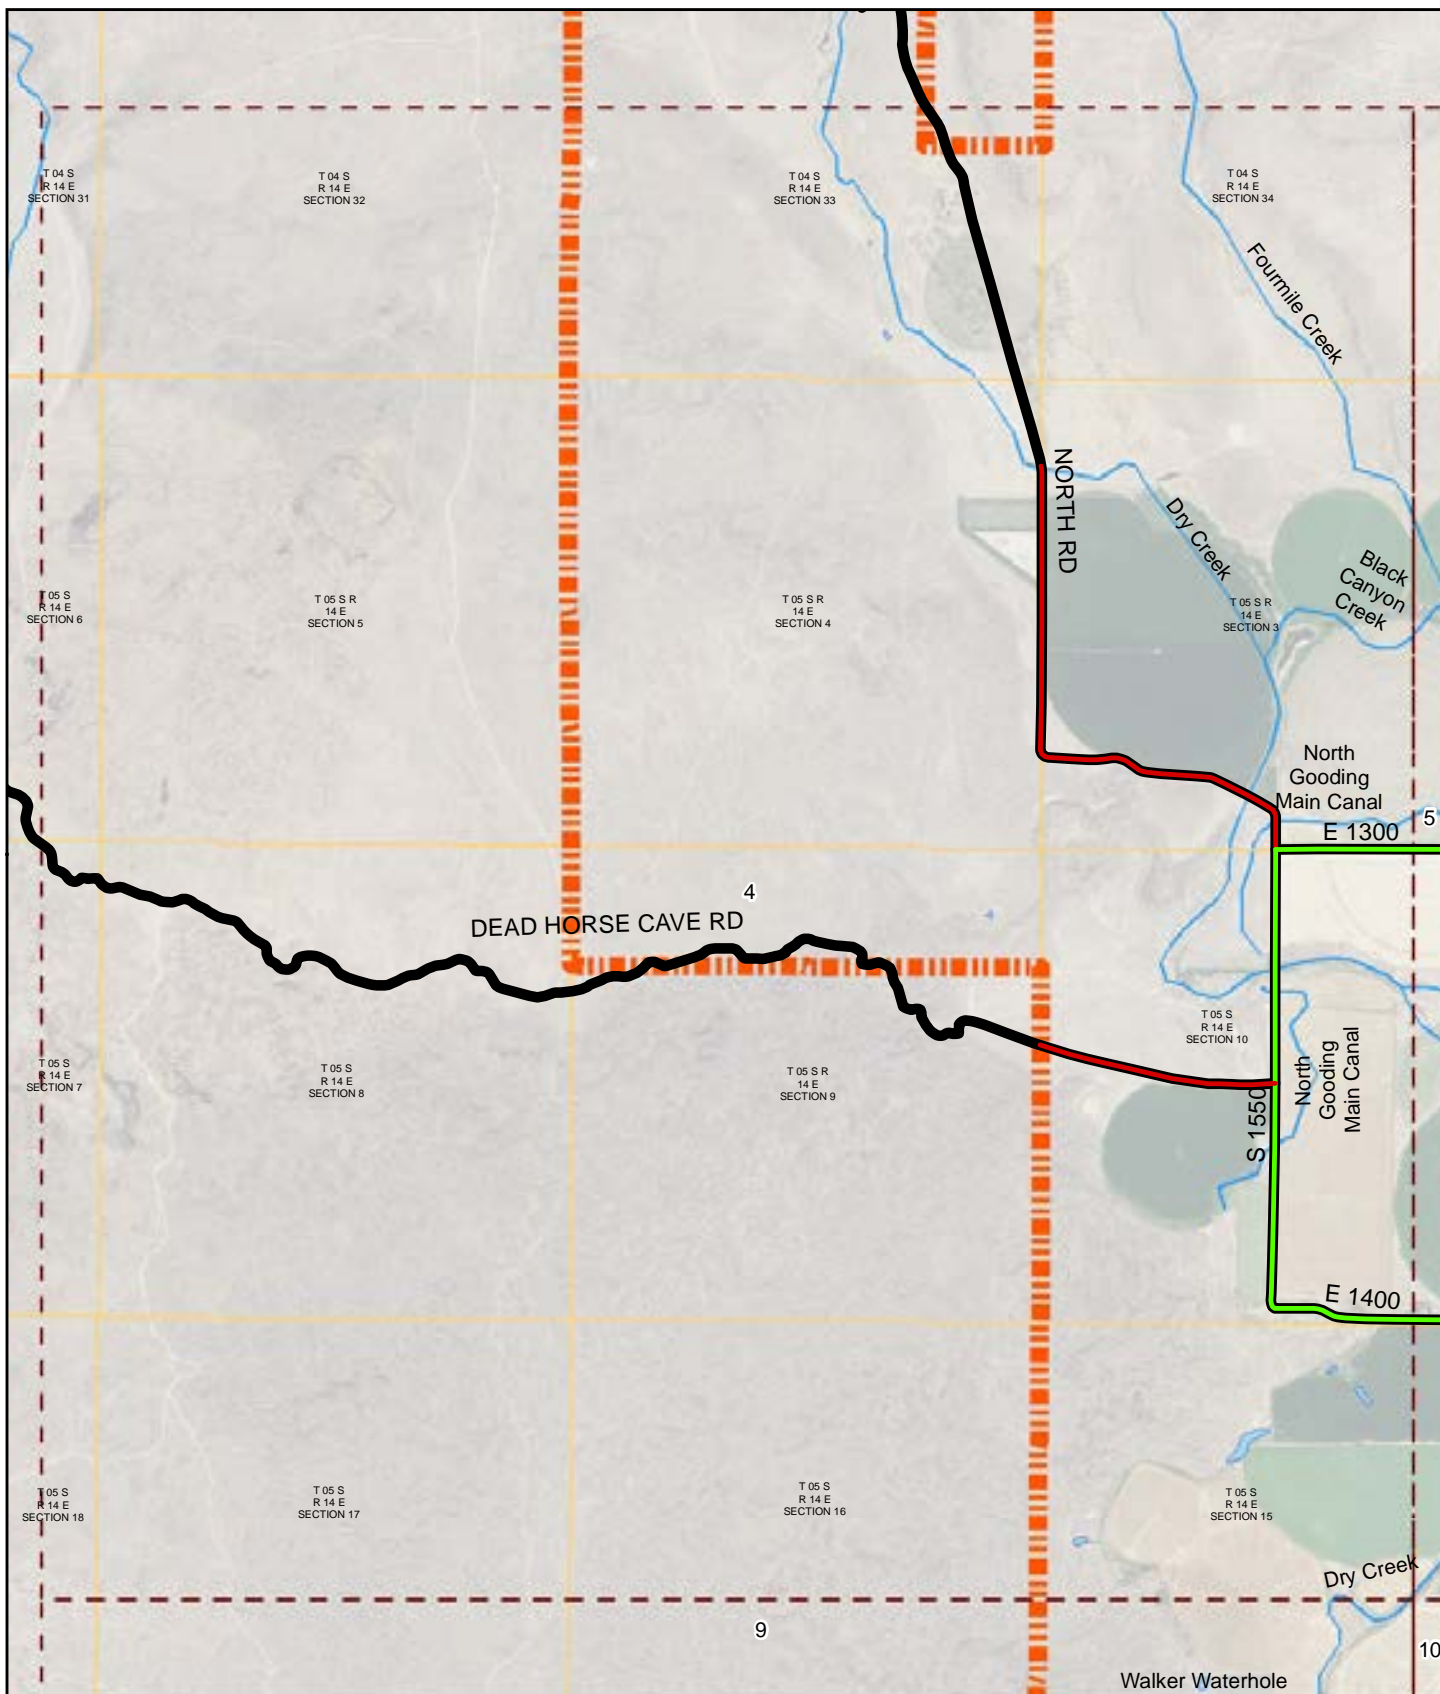 T 04 S
R 14 E
SECTION 31
T 04 S
R 14 E
SECTION 32
T 04 S
R 14 E
SECTION 33
T 04 S
R 14 E
SECTION 34
Fourmile Creek
NORTH RD
Dry Creek
Black
Canyon
Creek
T 05 S
R 14 E
SECTION 6
T 05 S R
14 E
SECTION 5
T 05 S R
14 E
SECTION 4
T 05 S R
14 E
SECTION 3
North
Gooding
Main Canal
5
E 1300
4
DEAD HORSE CAVE RD
T 05 S
R 14 E
SECTION 10
T 05 S
R 14 E
SECTION 7
T 05 S
R 14 E
SECTION 8
T 05 S R
14 E
SECTION 9
North
Gooding
Main Canal
S 1550
E 1400
T 05 S
R 14 E
SECTION 18
T 05 S
R 14 E
SECTION 17
T 05 S
R 14 E
SECTION 16
T 05 S
R 14 E
SECTION 15
Dry Creek
9
10
Walker Waterhole